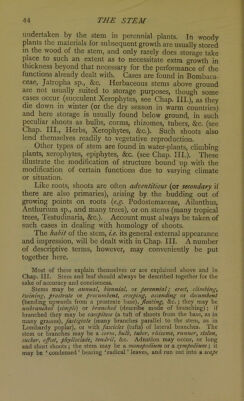 44 THE STEM
undertaken by the stem in perennial plants. In woody
plants the materials for subsequent growth are usually stored
in the wood of the stem, and only rarely does storage take
place to such an extent as to necessitate extra growth in
thickness beyond that necessary for the performance of the
functions already dealt with. Cases are found in Bombaca-
ceae, Jatropha sp., &c. Herbaceous stems above ground
are not usually suited to storage purposes, though some
cases occur (succulent Xerophytes, see Chap. III.), as they
die down in winter (or the dry season in warm countries)
and here storage is usually found below ground, in such
peculiar shoots as bulbs, corms, rhizomes, tubers, &c. (see
Chap. III., Herbs, Xerophytes, &c.). Such shoots also
lend themselves readily to vegetative reproduction.
Other types of stem are found in water-plants, climbing
plants, xerophytes, epiphytes, &c. (see Chap. III.). These
illustrate the modification of structure bound up with the
modification of certain functions due to varying climate
or situation.
Like roots, shoots are often adventitious (or secondary if
there are also primaries), arising by the budding out of
growing points on roots (e.g. Podostemaceae, Ailanthus,
Anthurium sp., and many trees), or on stems (many tropical
trees, Testudinaria, &c.). Account must always be taken of
such cases in dealing with homology of shoots.
The habit of the stem, i.e. its general external appearance
and impression, will be dealt with in Chap. III. A number
of descriptive terms, however, may conveniently be put
together here.
Most of these explain themselves or are explained above and in
Chap. III. Stem and leaf should always be described together for the
sake of accuracy and conciseness.
Stems may be annual, biennial, or perennial; erect, climbing,
twining, prostrate or procumbent, creeping, ascending or decumbent
(bending upwards from a prostrate base), floating, &c.; they may be
unbranched (simple) or branched (describe mode of branching); if
branched they may be caespitose (a tuft of shoots from the base, as in
many grasses), fastigiate (many branches parallel to the stem, as in
Lombardy poplar), or with fascicles (tufts) of lateral branches. The
stem or branches may be a corm, bulb, tuber, rhizome, runner, stolon,
sucker, offset, phylloclade, tendril, &c. Adnation may occur, or long
and short shoots; the stem may be a monopodium or a sympodium; it
may be 'condensed' bearing 'radical' leaves, and run out into a scape